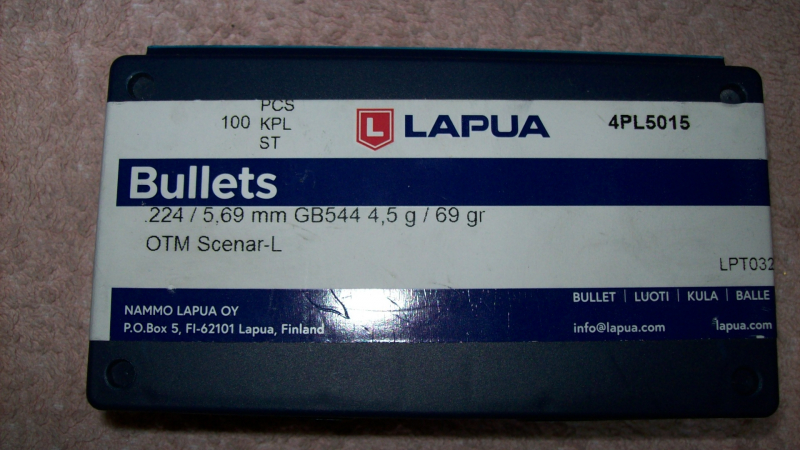 PCS
100 KPL
ST
L LAPUA
4PL5015
Bullets
.224 / 5,69 mm GB544 4,5 g / 69 gr
OTM Scenar-L
LPT032
BULLET | LUOTI | KULA | BALLE
NAMMO LAPUA OY
P.O.Box 5, FI-62101 Lapua, Finland
info@lapua.com
lapua.com